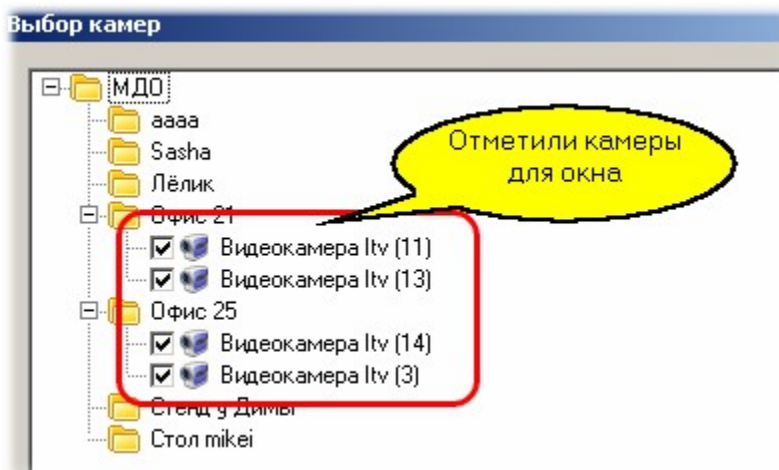 Выбор камер
МДО
aaaa
Sasha
Лёлик
Офис 21
Видеокамера Itv (11)
Видеокамера Itv (13)
Офис 25
Видеокамера Itv (14)
Видеокамера Itv (3)
Стенд у Димы
Стол mikei
Отметили камеры
для окна